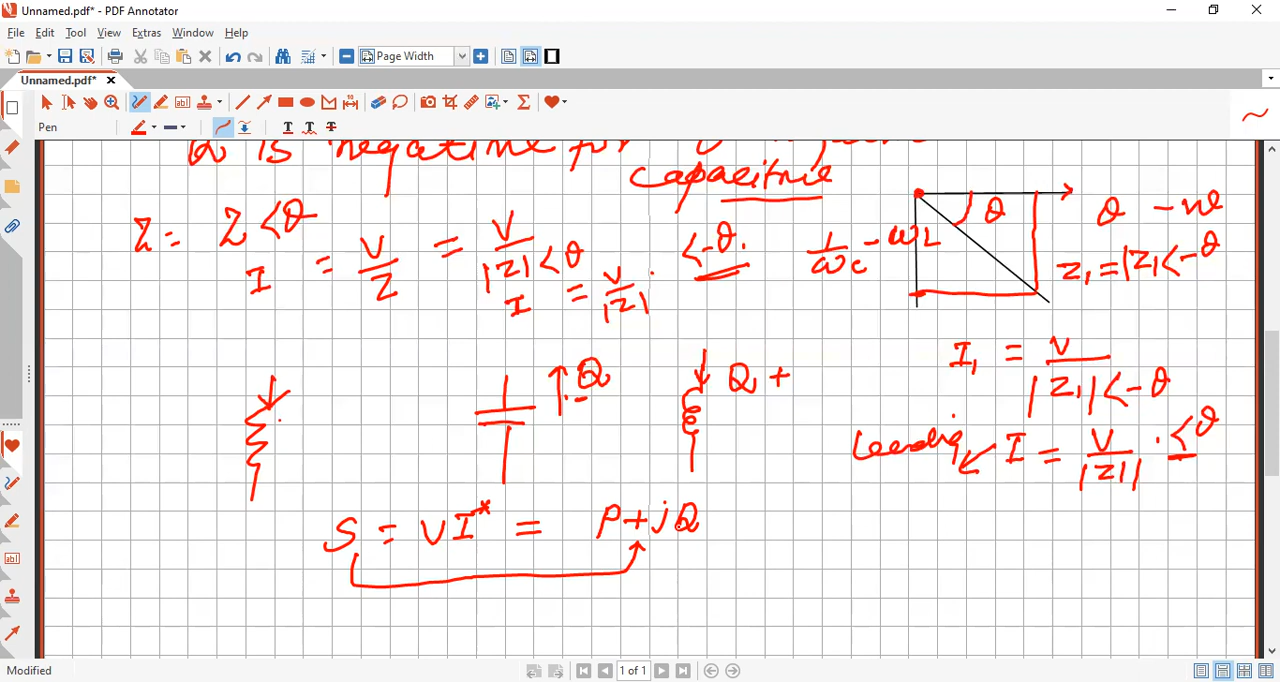 Unnamed.pdf* - PDF Annotator
File Edit Tool View Extras Window Help
Page Width
Unnamed.pdf*
Pen
Q is negative for
capacitive
Z = Z <θ
I = V/Z = V/|Z|<θ <-θ.
I = V/|Z|
1/ωc - ωL
θ
θ -ve
Z₁ = |Z|<-θ
I₁ = V/|Z₁|<-θ
Q
Q +
Leading I = V/|Z| . <θ
S = VI* = P+jQ
Modified
1 of 1